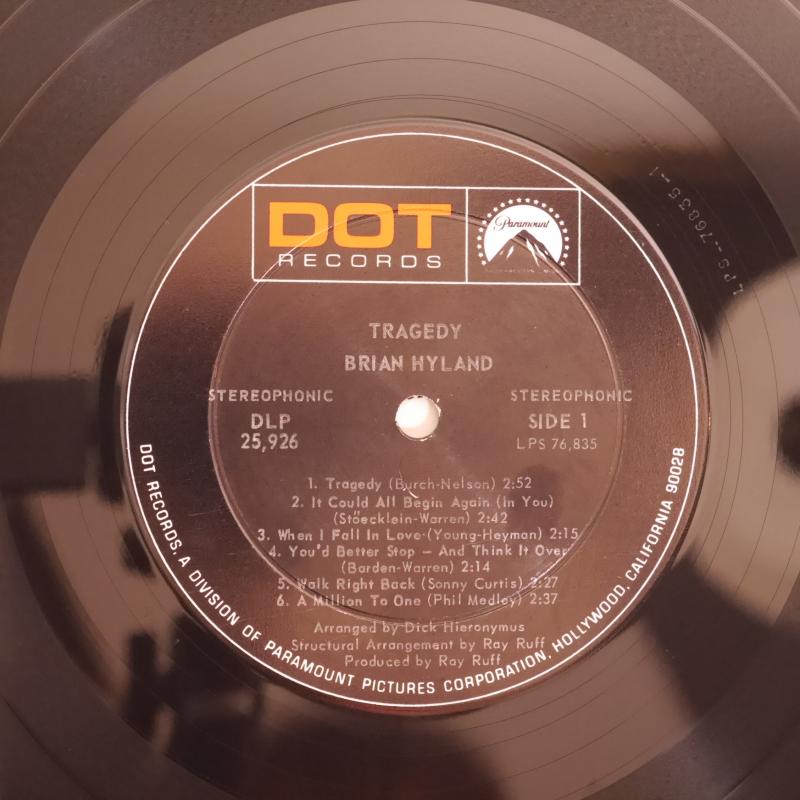 DOT
RECORDS
Paramount
TRAGEDY
BRIAN HYLAND
STEREOPHONIC
DLP
25,926
STEREOPHONIC
SIDE 1
LPS 76,835
1. Tragedy (Burch-Nelson) 2:52
2. It Could All Begin Again (In You)
(Stoecklein-Warren) 2:42
3. When I Fall In Love (Young-Heyman) 2:15
4. You'd Better Stop – And Think It Over
(Barden-Warren) 2:14
5. Walk Right Back (Sonny Curtis) 2:27
6. A Million To One (Phil Medley) 2:37
Arranged by Dick Hieronymus
Structural Arrangement by Ray Ruff
Produced by Ray Ruff
DOT RECORDS, A DIVISION OF PARAMOUNT PICTURES CORPORATION, HOLLYWOOD, CALIFORNIA 90028
LPS-76835-1